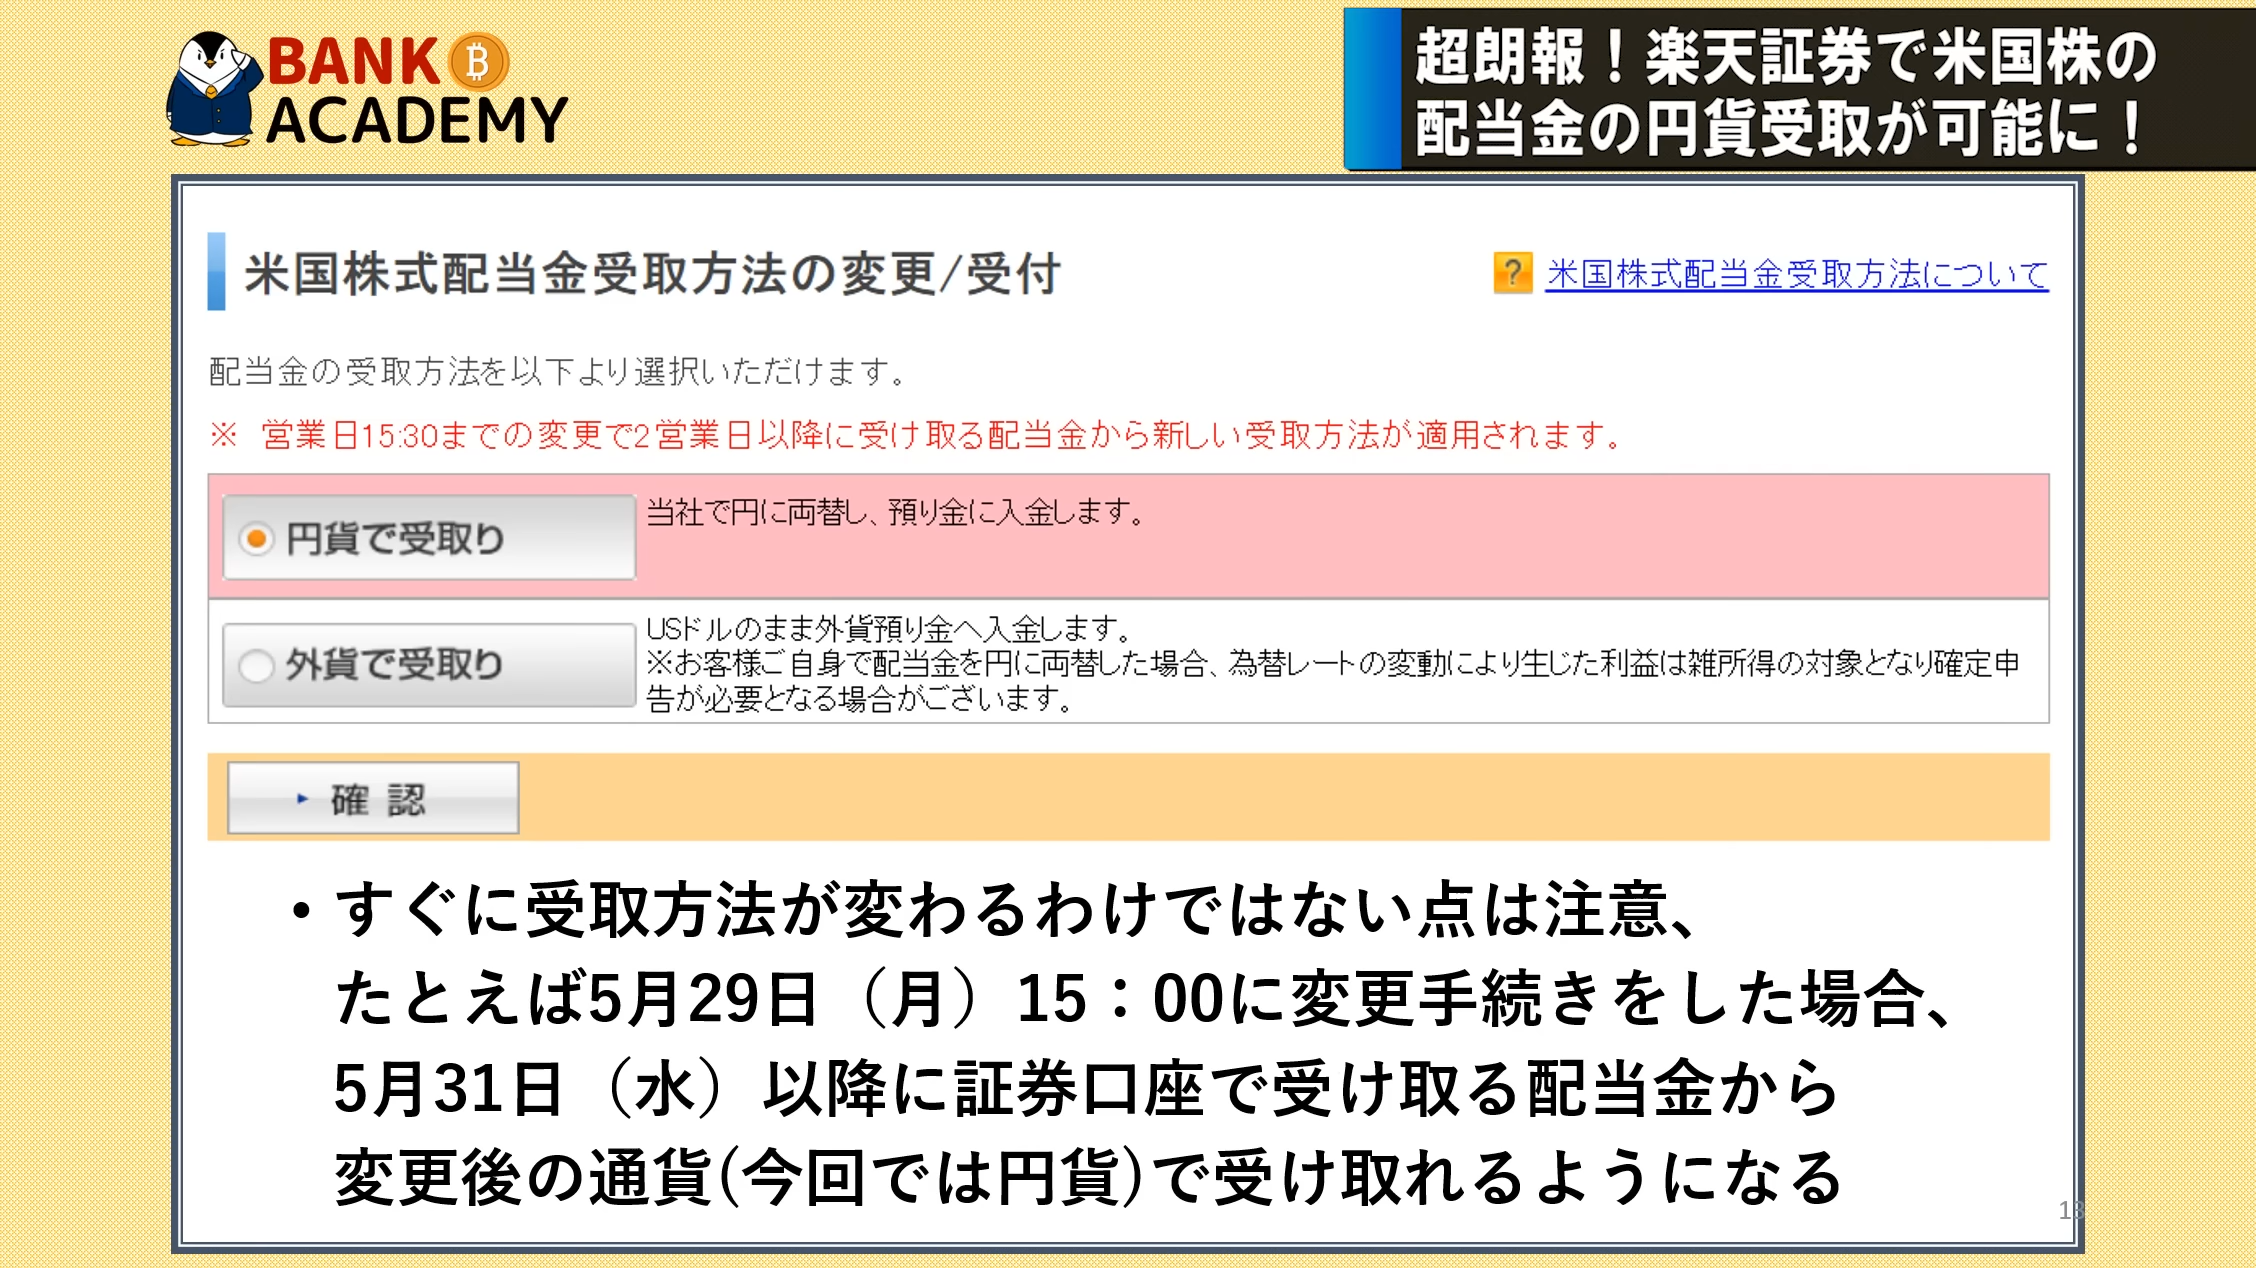 BANK
ACADEMY
超朗報！楽天証券で米国株の
配当金の円貨受取が可能に！
米国株式配当金受取方法の変更/受付
? 米国株式配当金受取方法について
配当金の受取方法を以下より選択いただけます。
※ 営業日15:30までの変更で2営業日以降に受け取る配当金から新しい受取方法が適用されます。
円貨で受取り
当社で円に両替し、預り金に入金します。
外貨で受取り
USドルのまま外貨預り金へ入金します。
※お客様ご自身で配当金を円に両替した場合、為替レートの変動により生じた利益は雑所得の対象となり確定申
告が必要となる場合がございます。
確 認
・すぐに受取方法が変わるわけではない点は注意、
たとえば5月29日（月）15：00に変更手続きをした場合、
5月31日（水）以降に証券口座で受け取る配当金から
変更後の通貨(今回では円貨)で受け取れるようになる